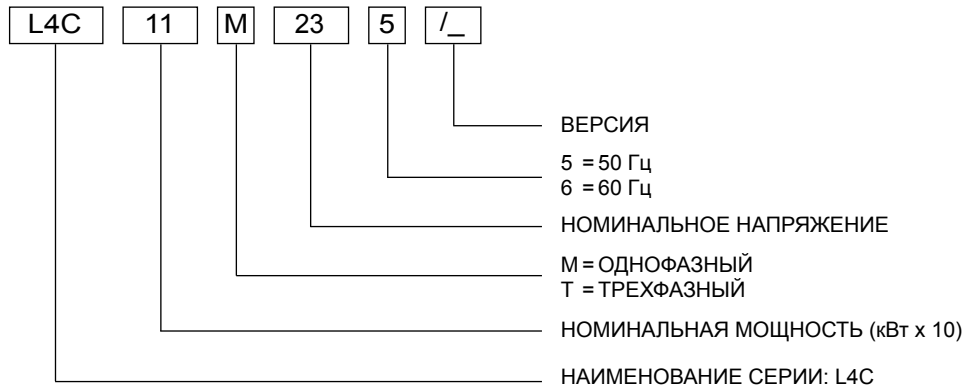 L4C 11 M 23 5 /_
ВЕРСИЯ
5 = 50 Гц
6 = 60 Гц
НОМИНАЛЬНОЕ НАПРЯЖЕНИЕ
М = ОДНОФАЗНЫЙ
Т = ТРЕХФАЗНЫЙ
НОМИНАЛЬНАЯ МОЩНОСТЬ (кВт x 10)
НАИМЕНОВАНИЕ СЕРИИ: L4C